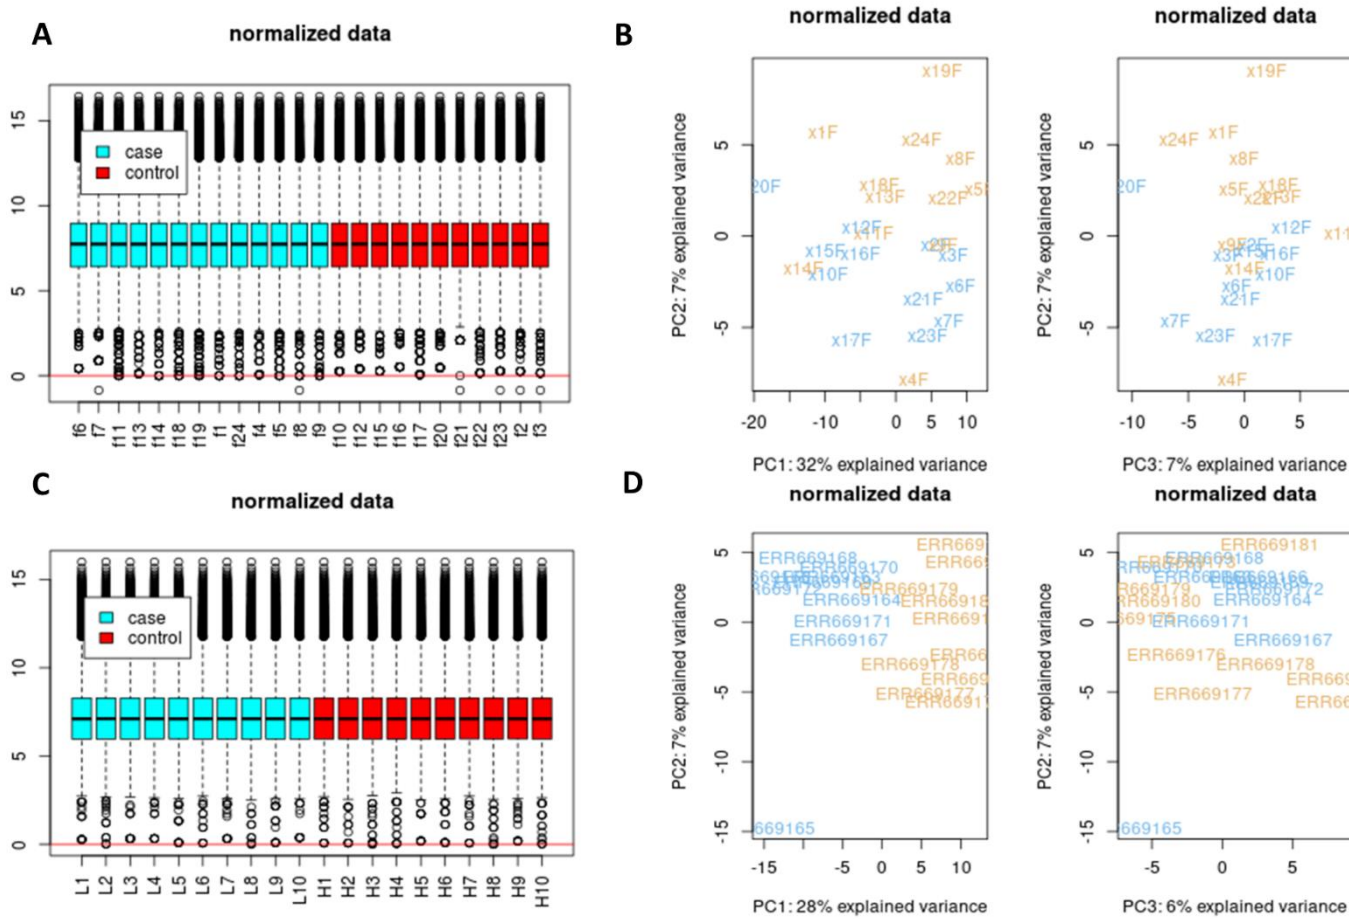 A
normalized data
case
control
15
10
5
0
f6 f7 f11 f13 f14 f18 f19 f1 f24 f4 f5 f8 f9 f10 f12 f15 f16 f17 f20 f21 f22 f23 f2 f3
B
normalized data
PC2: 7% explained variance
5
0
-5
x19F
x1F
x24F
x8F
x18F
x13F
x22F
20F
x12F
x11F
x3F
x15F
x16F
x14F
x10F
x6F
x21F
x7F
x23F
x17F
x4F
-20 -10 0 5 10
PC1: 32% explained variance
normalized data
PC2: 7% explained variance
5
0
-5
x19F
x1F
x24F
x8F
x5F
x18F
20F
x12F
x16F
x14F
x10F
x6F
x21F
x7F
x23F
x17F
x4F
-10 -5 0 5
PC3: 7% explained variance
C
normalized data
case
control
15
10
5
0
L1 L2 L3 L4 L5 L6 L7 L8 L9 L10 H1 H2 H3 H4 H5 H6 H7 H8 H9 H10
D
normalized data
PC2: 7% explained variance
5
0
-5
-10
-15
ERR669168
ERR669170
ERR669179
ERR669164
ERR669171
ERR669167
ERR669178
ERR669177
669165
-15 -5 0 5 10
PC1: 28% explained variance
normalized data
PC2: 7% explained variance
5
0
-5
-10
-15
ERR669181
ERR669168
ERR669164
ERR669171
ERR669167
ERR669176
ERR669178
ERR669177
669165
-5 0 5
PC3: 6% explained variance